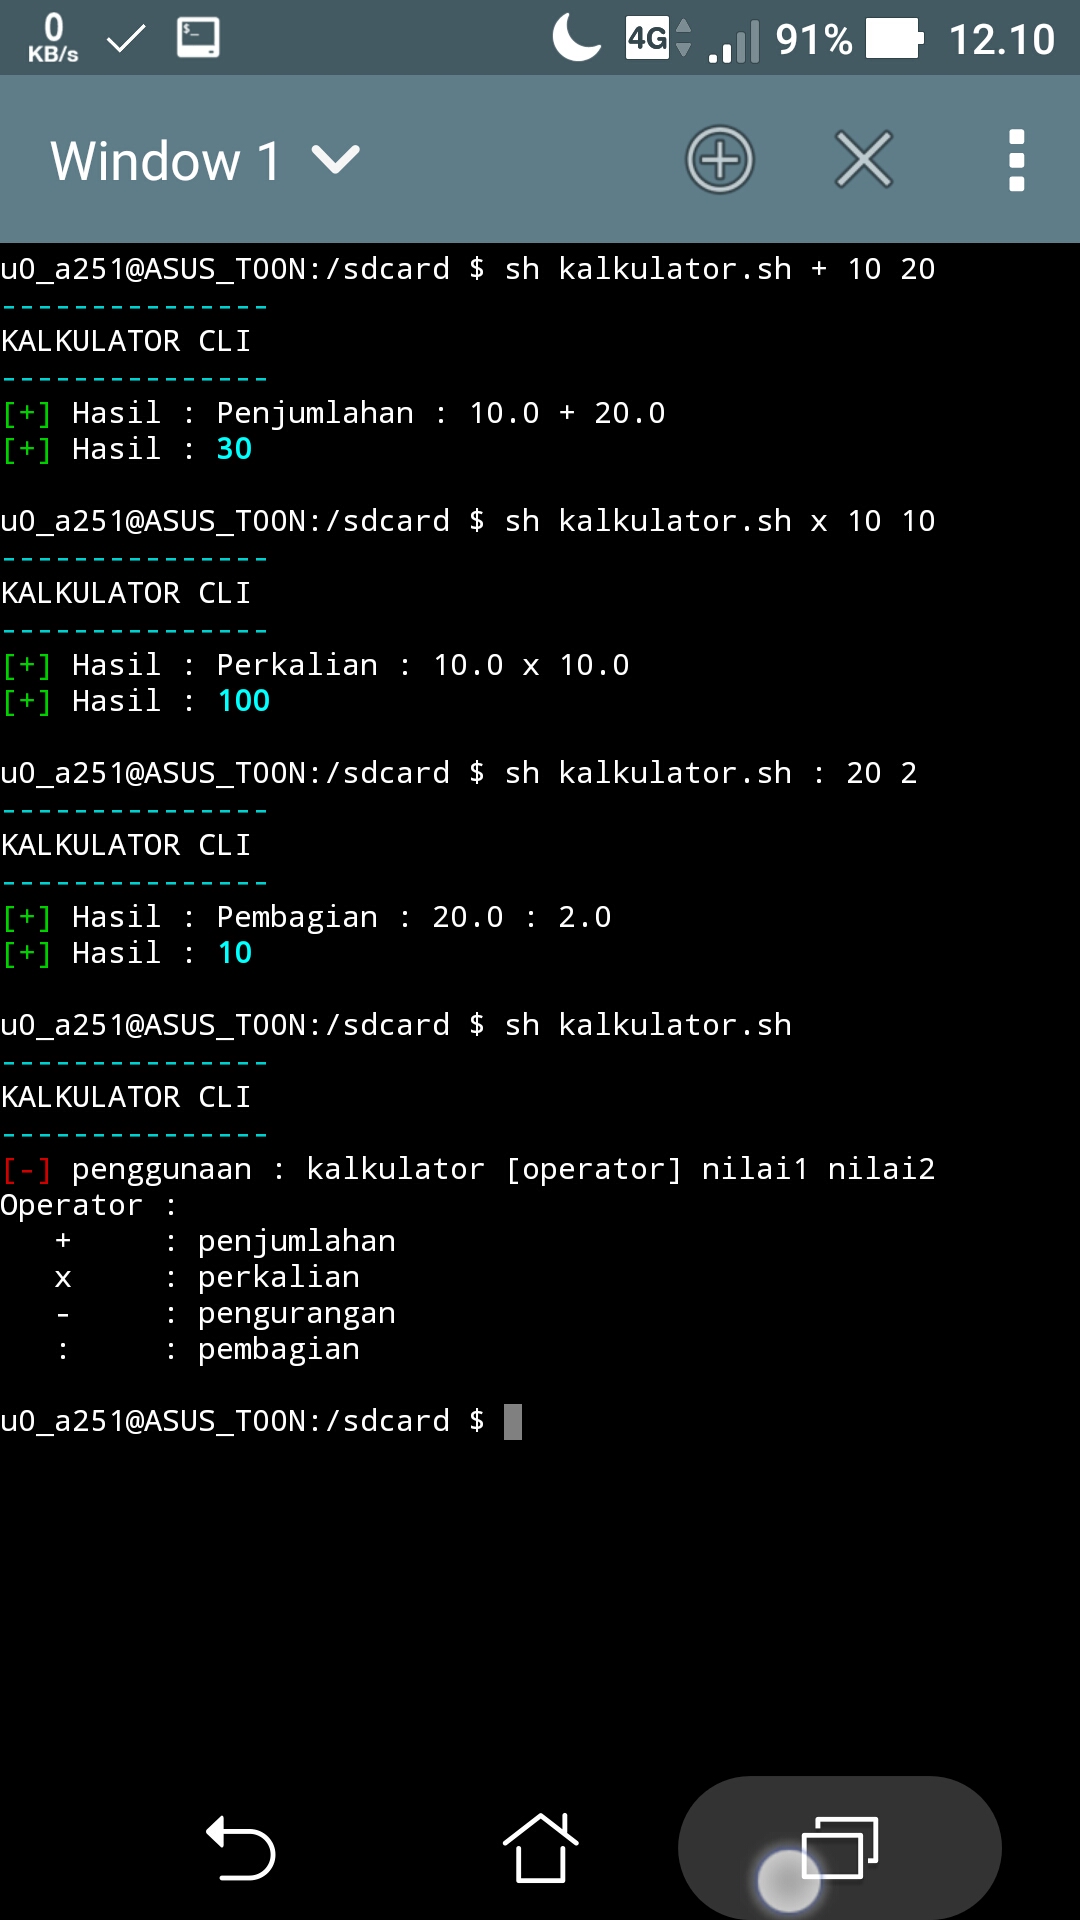 0
KB/s
4G
91%
12.10
Window 1
u0_a251@ASUS_T00N:/sdcard $ sh kalkulator.sh + 10 20
---------------
KALKULATOR CLI
---------------
[+] Hasil : Penjumlahan : 10.0 + 20.0
[+] Hasil : 30
u0_a251@ASUS_T00N:/sdcard $ sh kalkulator.sh x 10 10
---------------
KALKULATOR CLI
---------------
[+] Hasil : Perkalian : 10.0 x 10.0
[+] Hasil : 100
u0_a251@ASUS_T00N:/sdcard $ sh kalkulator.sh : 20 2
---------------
KALKULATOR CLI
---------------
[+] Hasil : Pembagian : 20.0 : 2.0
[+] Hasil : 10
u0_a251@ASUS_T00N:/sdcard $ sh kalkulator.sh
---------------
KALKULATOR CLI
---------------
[-] penggunaan : kalkulator [operator] nilai1 nilai2
Operator :
   +     : penjumlahan
   x     : perkalian
   -     : pengurangan
   :     : pembagian
u0_a251@ASUS_T00N:/sdcard $